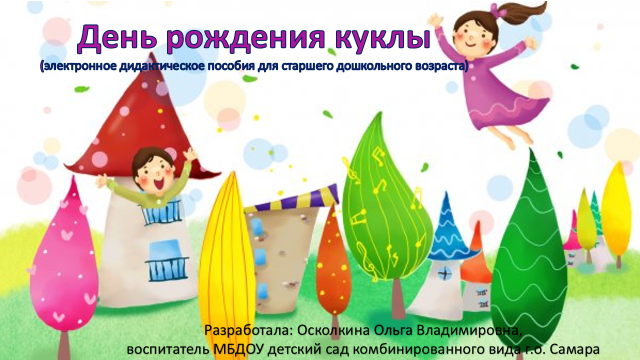 День рождения куклы
(электронное дидактическое пособия для старшего дошкольного возраста)
Разработала: Осколкина Ольга Владимировна,
воспитатель МБДОУ детский сад комбинированного вида г.о. Самара